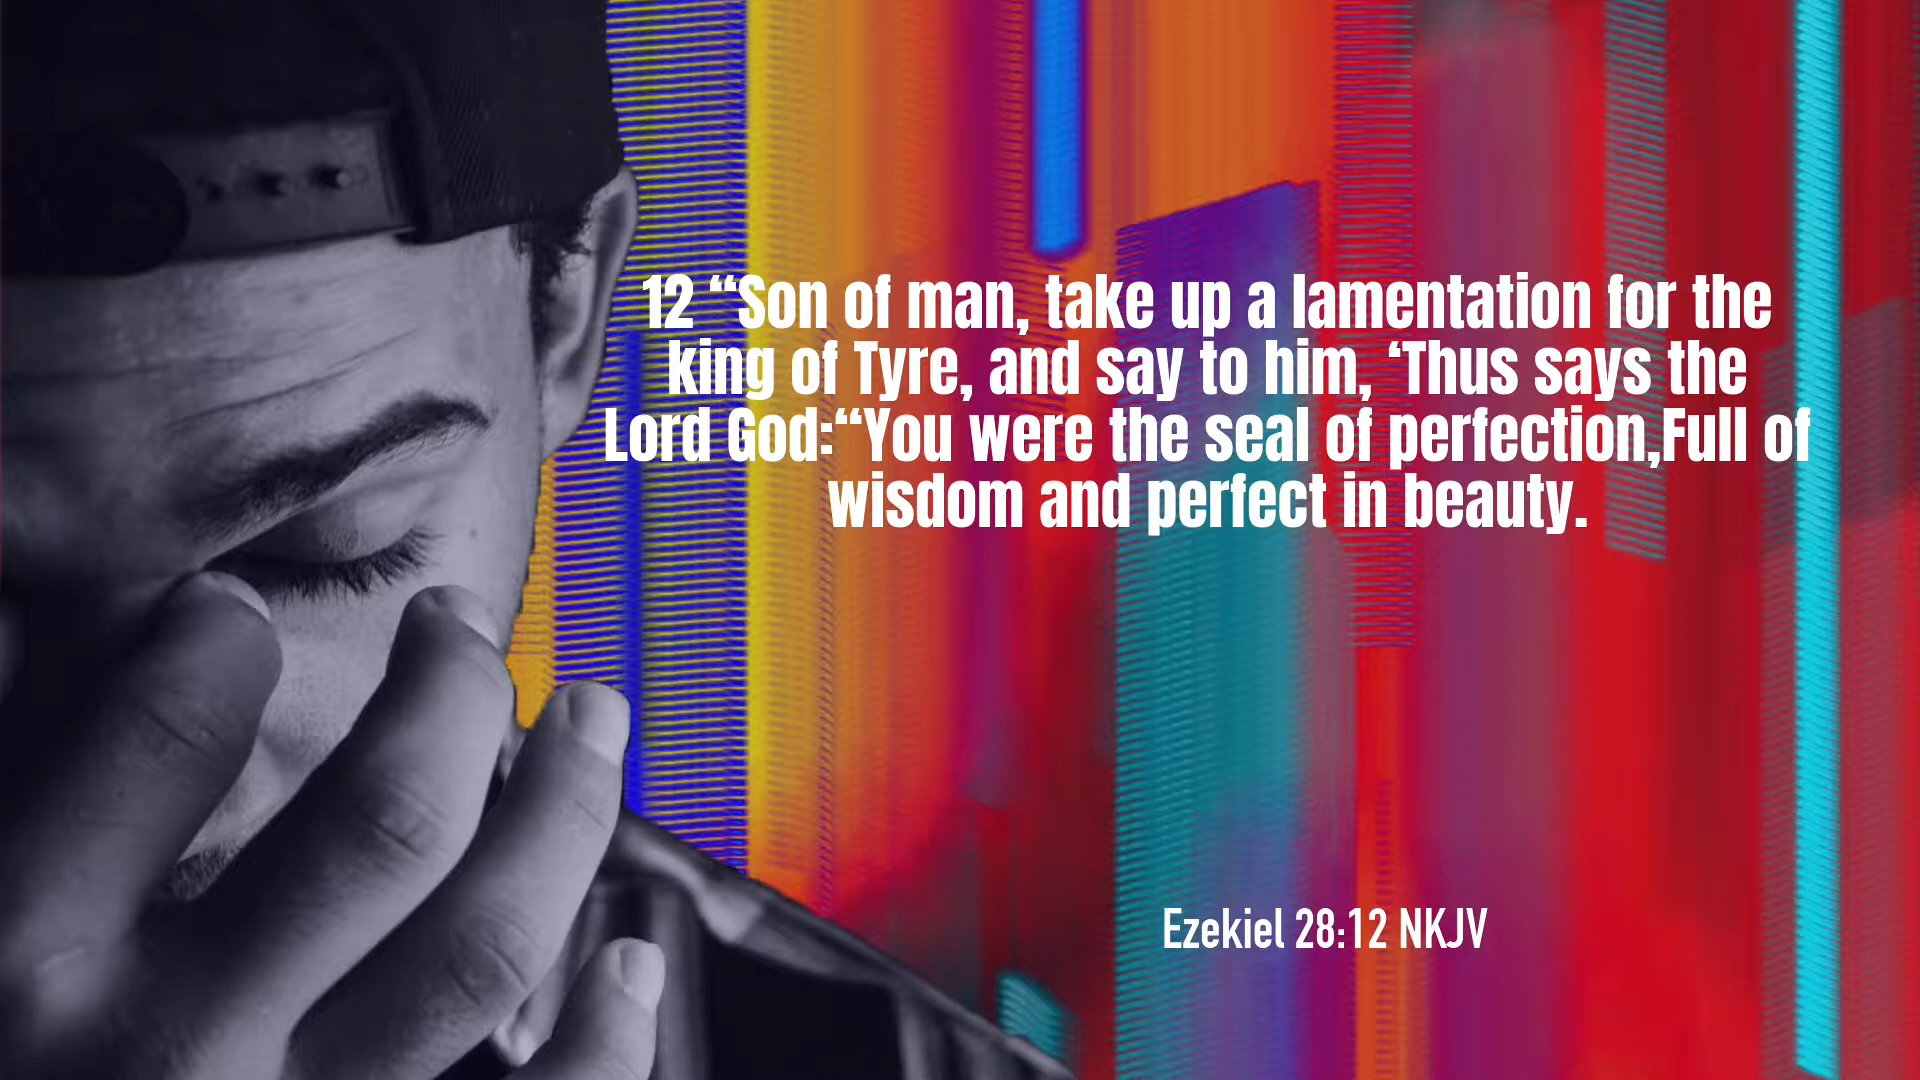 12 “Son of man, take up a lamentation for the
king of Tyre, and say to him, ‘Thus says the
Lord God:“You were the seal of perfection,Full of
wisdom and perfect in beauty.
Ezekiel 28:12 NKJV